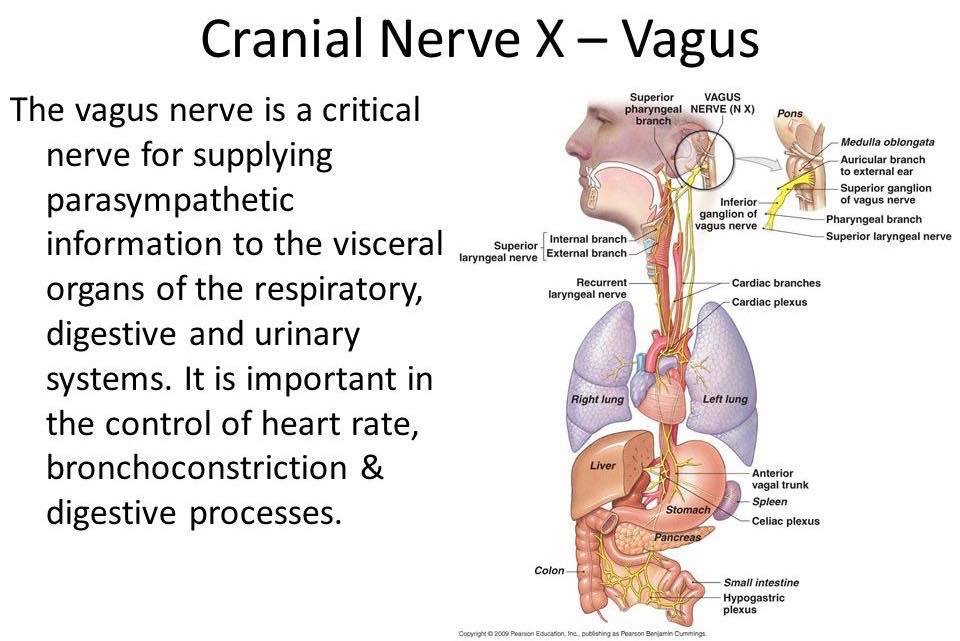 Cranial Nerve X – Vagus
The vagus nerve is a critical
nerve for supplying
parasympathetic
information to the visceral
organs of the respiratory,
digestive and urinary
systems. It is important in
the control of heart rate,
bronchoconstriction &
digestive processes.
Superior
pharyngeal
branch
VAGUS
NERVE (N X)
Pons
Medulla oblongata
Auricular branch
to external ear
Superior ganglion
of vagus nerve
Inferior
ganglion of
vagus nerve
Pharyngeal branch
Superior laryngeal nerve
Superior
laryngeal nerve
Internal branch
External branch
Recurrent
laryngeal nerve
Cardiac branches
Cardiac plexus
Right lung
Left lung
Liver
Anterior
vagal trunk
Spleen
Stomach
Celiac plexus
Pancreas
Colon
Small intestine
Hypogastric
plexus
Copyright © 2009 Pearson Education, Inc., publishing as Pearson Benjamin Cummings.